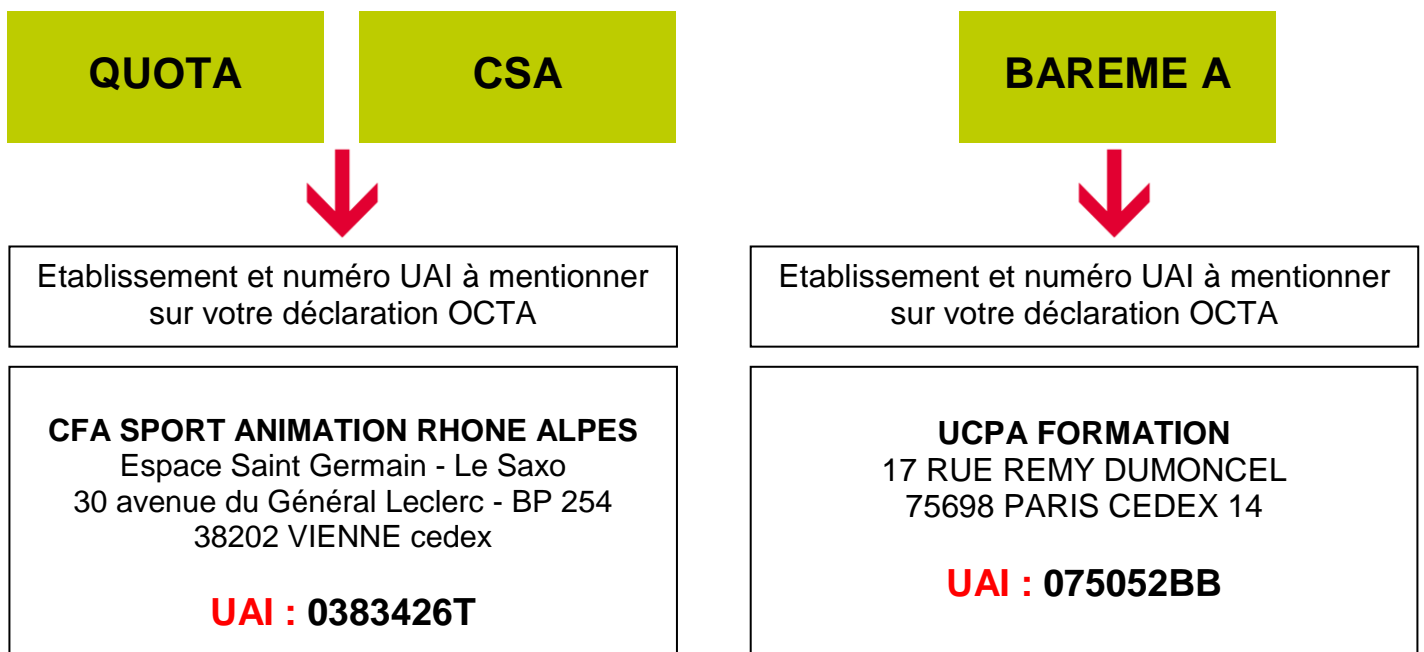 QUOTA
CSA
Etablissement et numéro UAI à mentionner
sur votre déclaration OCTA
CFA SPORT ANIMATION RHONE ALPES
Espace Saint Germain - Le Saxo
30 avenue du Général Leclerc - BP 254
38202 VIENNE cedex
UAI : 0383426T
BAREME A
Etablissement et numéro UAI à mentionner
sur votre déclaration OCTA
UCPA FORMATION
17 RUE REMY DUMONCEL
75698 PARIS CEDEX 14
UAI : 075052BB